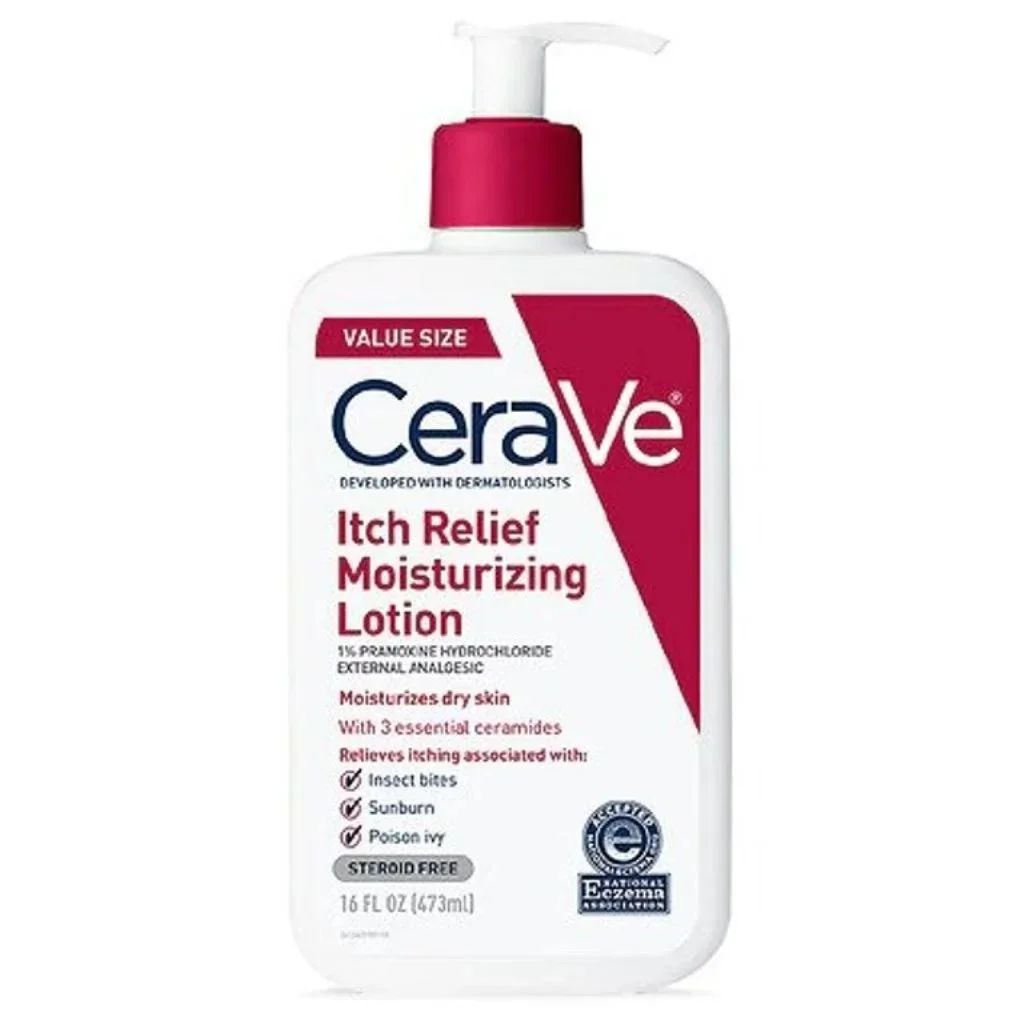 VALUE SIZE
CeraVe®
DEVELOPED WITH DERMATOLOGISTS
Itch Relief
Moisturizing
Lotion
1% PRAMOXINE HYDROCHLORIDE
EXTERNAL ANALGESIC
Moisturizes dry skin
With 3 essential ceramides
Relieves itching associated with:
Insect bites
Sunburn
Poison ivy
STEROID FREE
16 FL OZ (473ml)
ACCEPTED
e
NATIONALECZEMA.ORG
NATIONAL
Eczema
ASSOCIATION